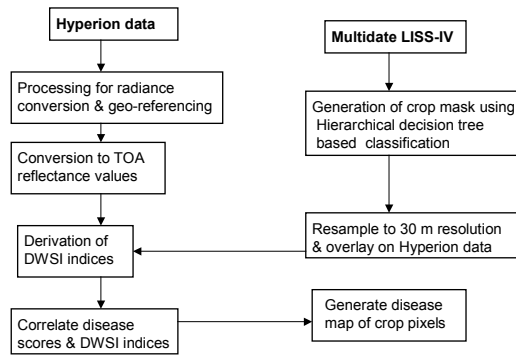 Hyperion data
Processing for radiance
conversion & geo-referencing
Conversion to TOA
reflectance values
Derivation of
DWSI indices
Correlate disease
scores & DWSI indices
Multidate LISS-IV
Generation of crop mask using
Hierarchical decision tree
based classification
Resample to 30 m resolution
& overlay on Hyperion data
Generate disease
map of crop pixels